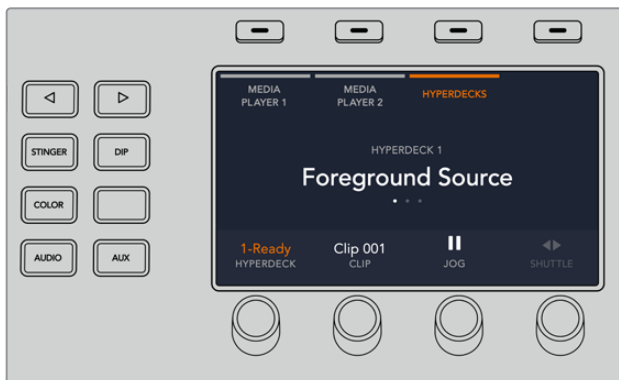 MEDIA
PLAYER 1
MEDIA
PLAYER 2
HYPERDECKS
STINGER
DIP
HYPERDECK 1
Foreground Source
COLOR
1-Ready
HYPERDECK
Clip 001
CLIP
JOG
SHUTTLE
AUDIO
AUX